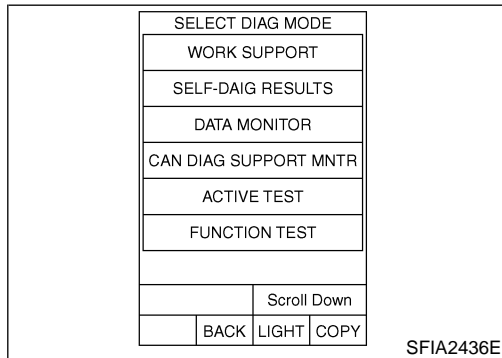 SELECT DIAG MODE
WORK SUPPORT
SELF-DAIG RESULTS
DATA MONITOR
CAN DIAG SUPPORT MNTR
ACTIVE TEST
FUNCTION TEST
Scroll Down
BACK LIGHT COPY
SFIA2436E